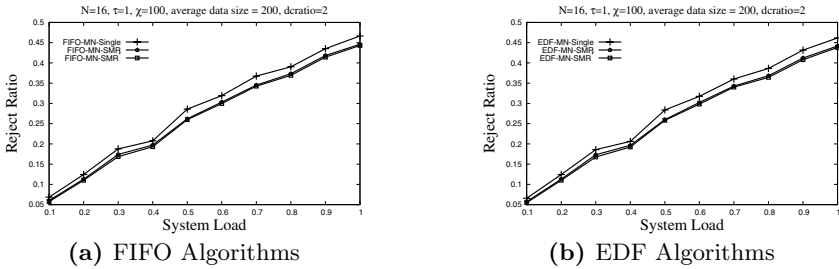 N=16, τ=1, χ=100, average data size = 200, dcratio=2
Reject Ratio
0.5
0.45
0.4
0.35
0.3
0.25
0.2
0.15
0.1
0.05
FIFO-MN-Single
FIFO-MN-SMR
FIFO-MN-SMR
0.1 0.2 0.3 0.4 0.5 0.6 0.7 0.8 0.9 1
System Load
(a) FIFO Algorithms
N=16, τ=1, χ=100, average data size = 200, dcratio=2
Reject Ratio
0.5
0.45
0.4
0.35
0.3
0.25
0.2
0.15
0.1
0.05
EDF-MN-Single
EDF-MN-SMR
EDF-MN-SMR
0.1 0.2 0.3 0.4 0.5 0.6 0.7 0.8 0.9 1
System Load
(b) EDF Algorithms